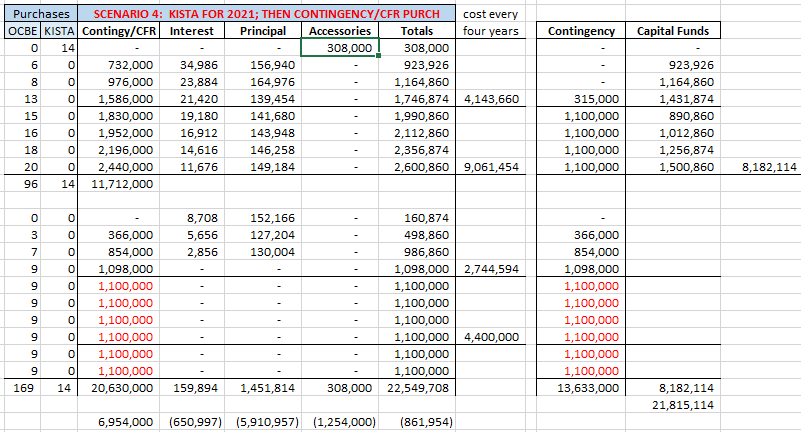 Purchases SCENARIO 4: KISTA FOR 2021; THEN CONTINGENCY/CFR PURCH cost every
OCBE KISTA Contingy/CFR Interest Principal Accessories Totals four years Contingency Capital Funds
0 14 - - - 308,000 308,000 - -
6 0 732,000 34,986 156,940 - 923,926 - 923,926
8 0 976,000 23,884 164,976 - 1,164,860 - 1,164,860
13 0 1,586,000 21,420 139,454 - 1,746,874 4,143,660 315,000 1,431,874
15 0 1,830,000 19,180 141,680 - 1,990,860 1,100,000 890,860
16 0 1,952,000 16,912 143,948 - 2,112,860 1,100,000 1,012,860
18 0 2,196,000 14,616 146,258 - 2,356,874 1,100,000 1,256,874
20 0 2,440,000 11,676 149,184 - 2,600,860 9,061,454 1,100,000 1,500,860 8,182,114
96 14 11,712,000
0 0 - 8,708 152,166 - 160,874 -
3 0 366,000 5,656 127,204 - 498,860 366,000
7 0 854,000 2,856 130,004 - 986,860 854,000
9 0 1,098,000 - - - 1,098,000 2,744,594 1,098,000
9 0 1,100,000 - - - 1,100,000 1,100,000
9 0 1,100,000 - - - 1,100,000 1,100,000
9 0 1,100,000 - - - 1,100,000 1,100,000
9 0 1,100,000 - - - 1,100,000 4,400,000 1,100,000
9 0 1,100,000 - - - 1,100,000 1,100,000
9 0 1,100,000 - - - 1,100,000 1,100,000
169 14 20,630,000 159,894 1,451,814 308,000 22,549,708 13,633,000 8,182,114
21,815,114
6,954,000 (650,997) (5,910,957) (1,254,000) (861,954)